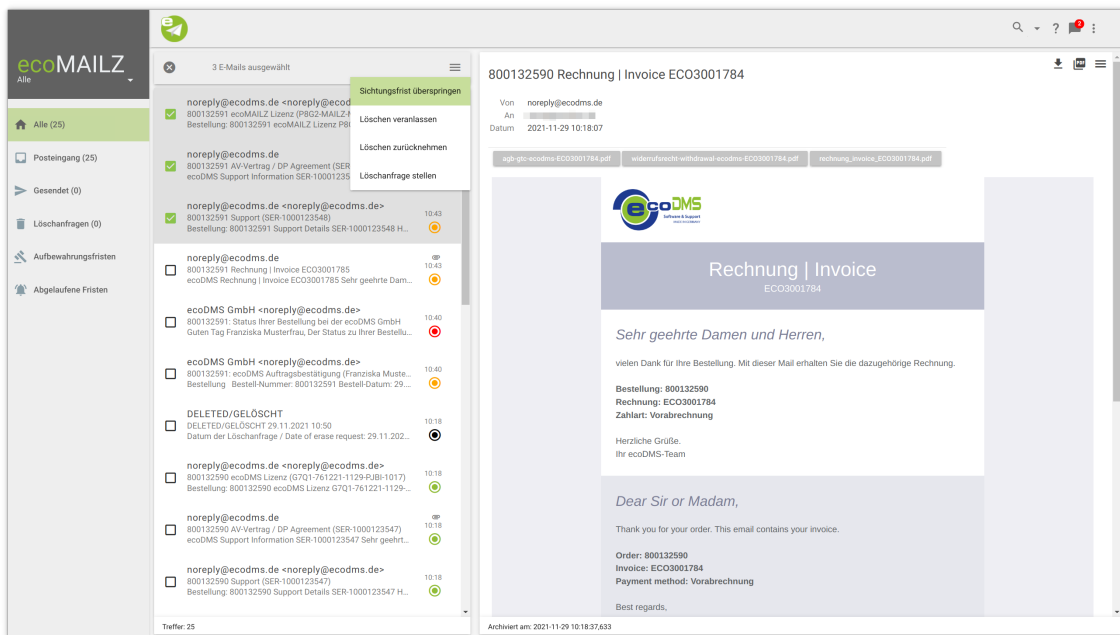 e
2
ecoMAILZ
Alle
Alle (25)
Posteingang (25)
Gesendet (0)
Löschanfragen (0)
Aufbewahrungsfristen
Abgelaufene Fristen
3 E-Mails ausgewählt
Sichtungsfrist überspringen
Löschen veranlassen
Löschen zurücknehmen
Löschanfrage stellen
noreply@ecodms.de <noreply@ecod
800132591 ecoMAILZ Lizenz (P8G2-MAILZ-
Bestellung: 800132591 ecoMAILZ Lizenz P8
noreply@ecodms.de
800132591 AV-Vertrag / DP Agreement (SER
ecoDMS Support Information SER-10001235
noreply@ecodms.de <noreply@ecodms.de>
800132591 Support (SER-1000123548)
10:43
Bestellung: 800132591 Support Details SER-1000123548 H...
noreply@ecodms.de
800132591 Rechnung | Invoice ECO3001785
10:43
ecoDMS Rechnung | Invoice ECO3001785 Sehr geehrte Dam...
ecoDMS GmbH <noreply@ecodms.de>
800132591: Status Ihrer Bestellung bei der ecoDMS GmbH
10:40
Guten Tag Franziska Musterfrau, Der Status zu Ihrer Bestellu...
ecoDMS GmbH <noreply@ecodms.de>
800132591: ecoDMS Auftragsbestätigung (Franziska Muste...
10:40
Bestellung Bestell-Nummer: 800132591 Bestell-Datum: 29....
DELETED/GELÖSCHT
DELETED/GELÖSCHT 29.11.2021 10:50
10:18
Datum der Löschanfrage / Date of erase request: 29.11.202...
noreply@ecodms.de <noreply@ecodms.de>
800132590 ecoDMS Lizenz (G7Q1-761221-1129-PJBI-1017)
10:18
Bestellung: 800132590 ecoDMS Lizenz G7Q1-761221-1129-...
noreply@ecodms.de
800132590 AV-Vertrag / DP Agreement (SER-1000123547)
10:18
ecoDMS Support Information SER-1000123547 Sehr geehrt...
noreply@ecodms.de <noreply@ecodms.de>
800132590 Support (SER-1000123547)
10:18
Bestellung: 800132590 Support Details SER-1000123547 H...
Treffer: 25
800132590 Rechnung | Invoice ECO3001784
PDF
Von noreply@ecodms.de
An
Datum 2021-11-29 10:18:07
agb-gtc-ecodms-ECO3001784.pdf widerrufsrecht-withdrawal-ecodms-ECO3001784.pdf rechnung_invoice_ECO3001784.pdf
ecoDMS
Software & Support
MADE IN GERMANY
Rechnung | Invoice
ECO3001784
Sehr geehrte Damen und Herren,
vielen Dank für Ihre Bestellung. Mit dieser Mail erhalten Sie die dazugehörige Rechnung.
Bestellung: 800132590
Rechnung: ECO3001784
Zahlart: Vorabrechnung
Herzliche Grüße.
Ihr ecoDMS-Team
Dear Sir or Madam,
Thank you for your order. This email contains your invoice.
Order: 800132590
Invoice: ECO3001784
Payment method: Vorabrechnung
Best regards,
Archiviert am: 2021-11-29 10:18:37,633